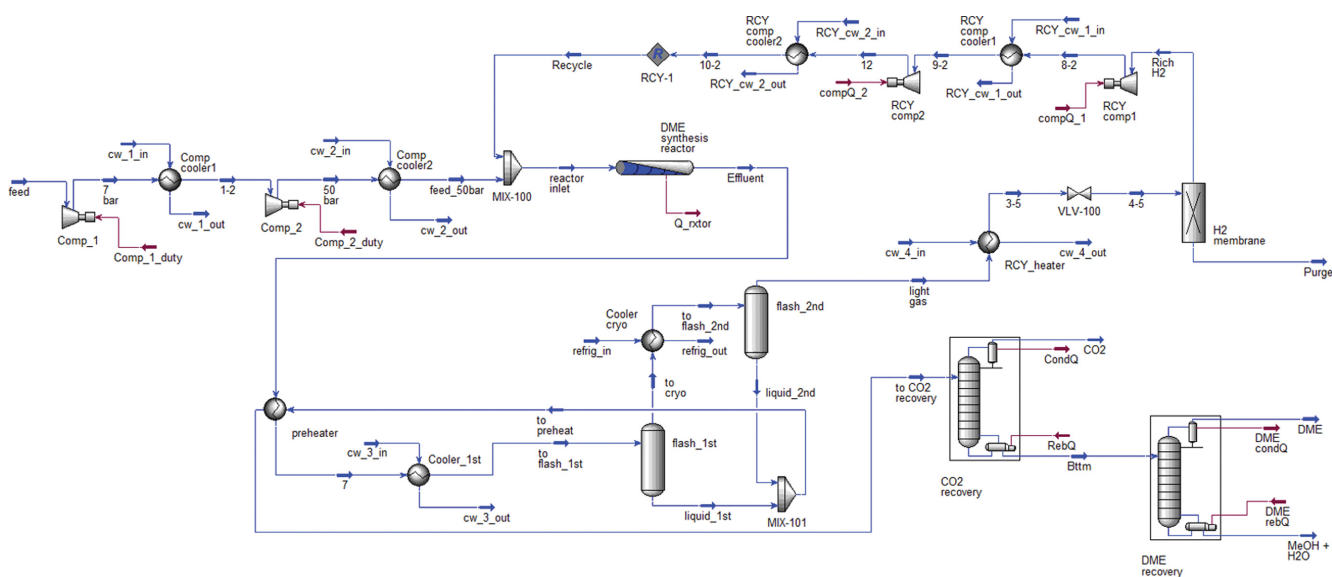 RCY
comp
cooler2
RCY_cw_2_in
RCY
comp
cooler1
RCY_cw_1_in
Recycle
R
RCY-1
10-2
12
9-2
8-2
Rich
H2
RCY_cw_2_out
compQ_2
RCY
comp2
RCY_cw_1_out
compQ_1
RCY
comp1
cw_1_in
Comp
cooler1
cw_2_in
Comp
cooler2
DME
synthesis
reactor
feed
7
bar
1-2
50
bar
feed_50bar
MIX-100
reactor
inlet
Effluent
Comp_1
cw_1_out
Comp_2
cw_2_out
Comp_1_duty
Comp_2_duty
Q_rxtor
3-5
VLV-100
4-5
H2
membrane
cw_4_in
cw_4_out
RCY_heater
Purge
light
gas
flash_2nd
Cooler
cryo
to
flash_2nd
refrig_in
refrig_out
to
cryo
liquid_2nd
to CO2
recovery
CondQ
CO2
preheater
to
preheat
flash_1st
cw_3_in
Cooler_1st
to
flash_1st
7
cw_3_out
liquid_1st
MIX-101
RebQ
CO2
recovery
Bttm
DME
DME
condQ
DME
rebQ
MeOH +
H2O
DME
recovery